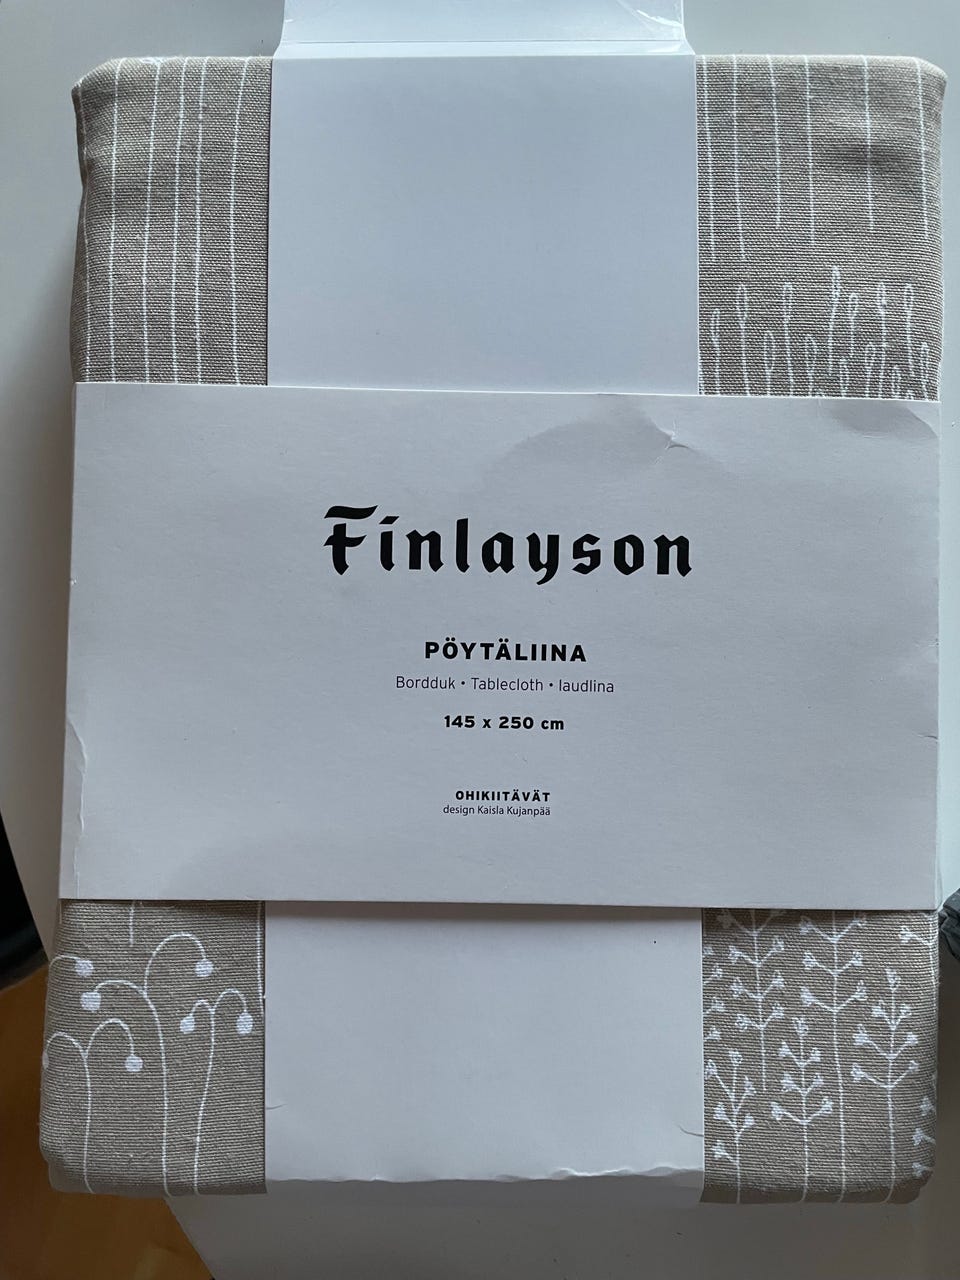 Finlayson
PÖYTÄLIINA
Bordduk • Tablecloth • laudlina
145 x 250 cm
OHIKIITÄVÄT
design Kaisla Kujanpää